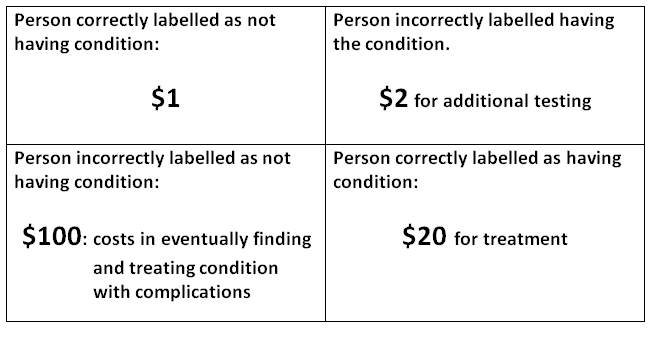 Person correctly labelled as not
having condition:
$1
Person incorrectly labelled having
the condition.
$2 for additional testing
Person incorrectly labelled as not
having condition:
$100: costs in eventually finding
and treating condition
with complications
Person correctly labelled as having
condition:
$20 for treatment